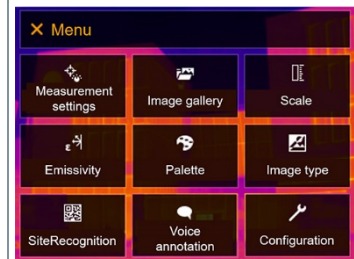 Menu
Measurement
settings
Image gallery
Scale
ε
Emissivity
Palette
Image type
SiteRecognition
Voice
annotation
Configuration